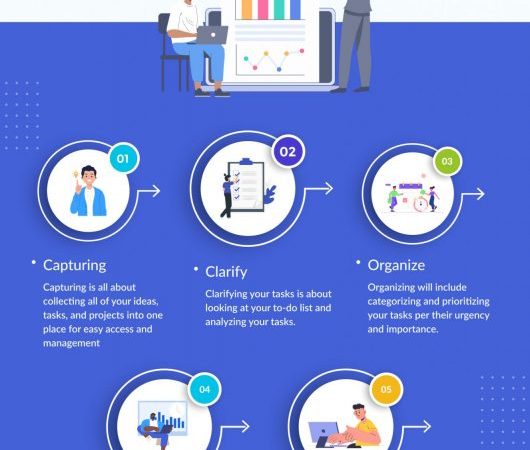 01
02
03
Capturing
Capturing is all about
collecting all of your ideas,
tasks, and projects into one
place for easy access and
management
Clarify
Clarifying your tasks is about
looking at your to-do list and
analyzing your tasks.
Organize
Organizing will include
categorizing and prioritizing
your tasks per their urgency
and importance.
04
05